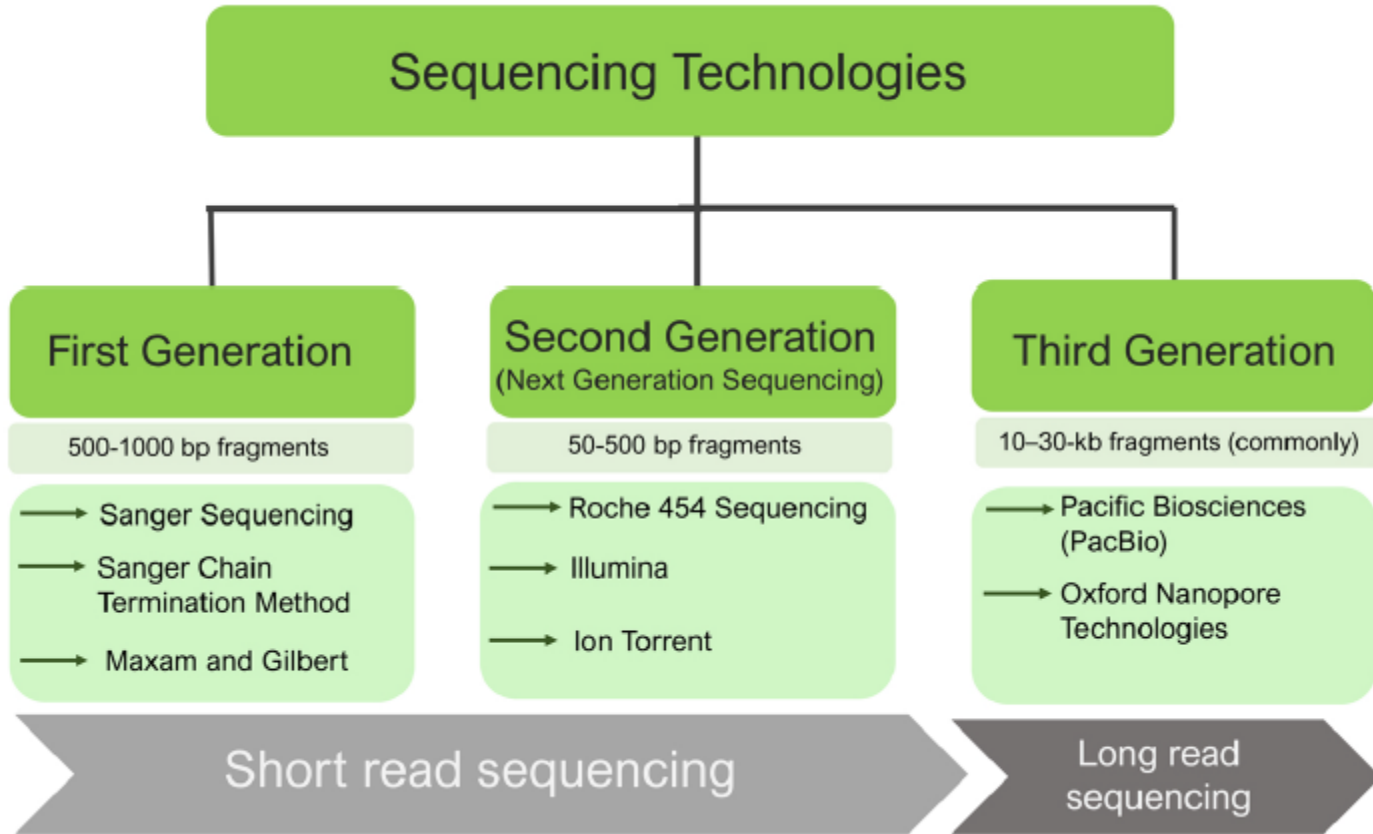 Sequencing Technologies
First Generation
500-1000 bp fragments
Sanger Sequencing
Sanger Chain
Termination Method
Maxam and Gilbert
Second Generation
(Next Generation Sequencing)
50-500 bp fragments
Roche 454 Sequencing
Illumina
Ion Torrent
Third Generation
10–30-kb fragments (commonly)
Pacific Biosciences
(PacBio)
Oxford Nanopore
Technologies
Short read sequencing
Long read
sequencing